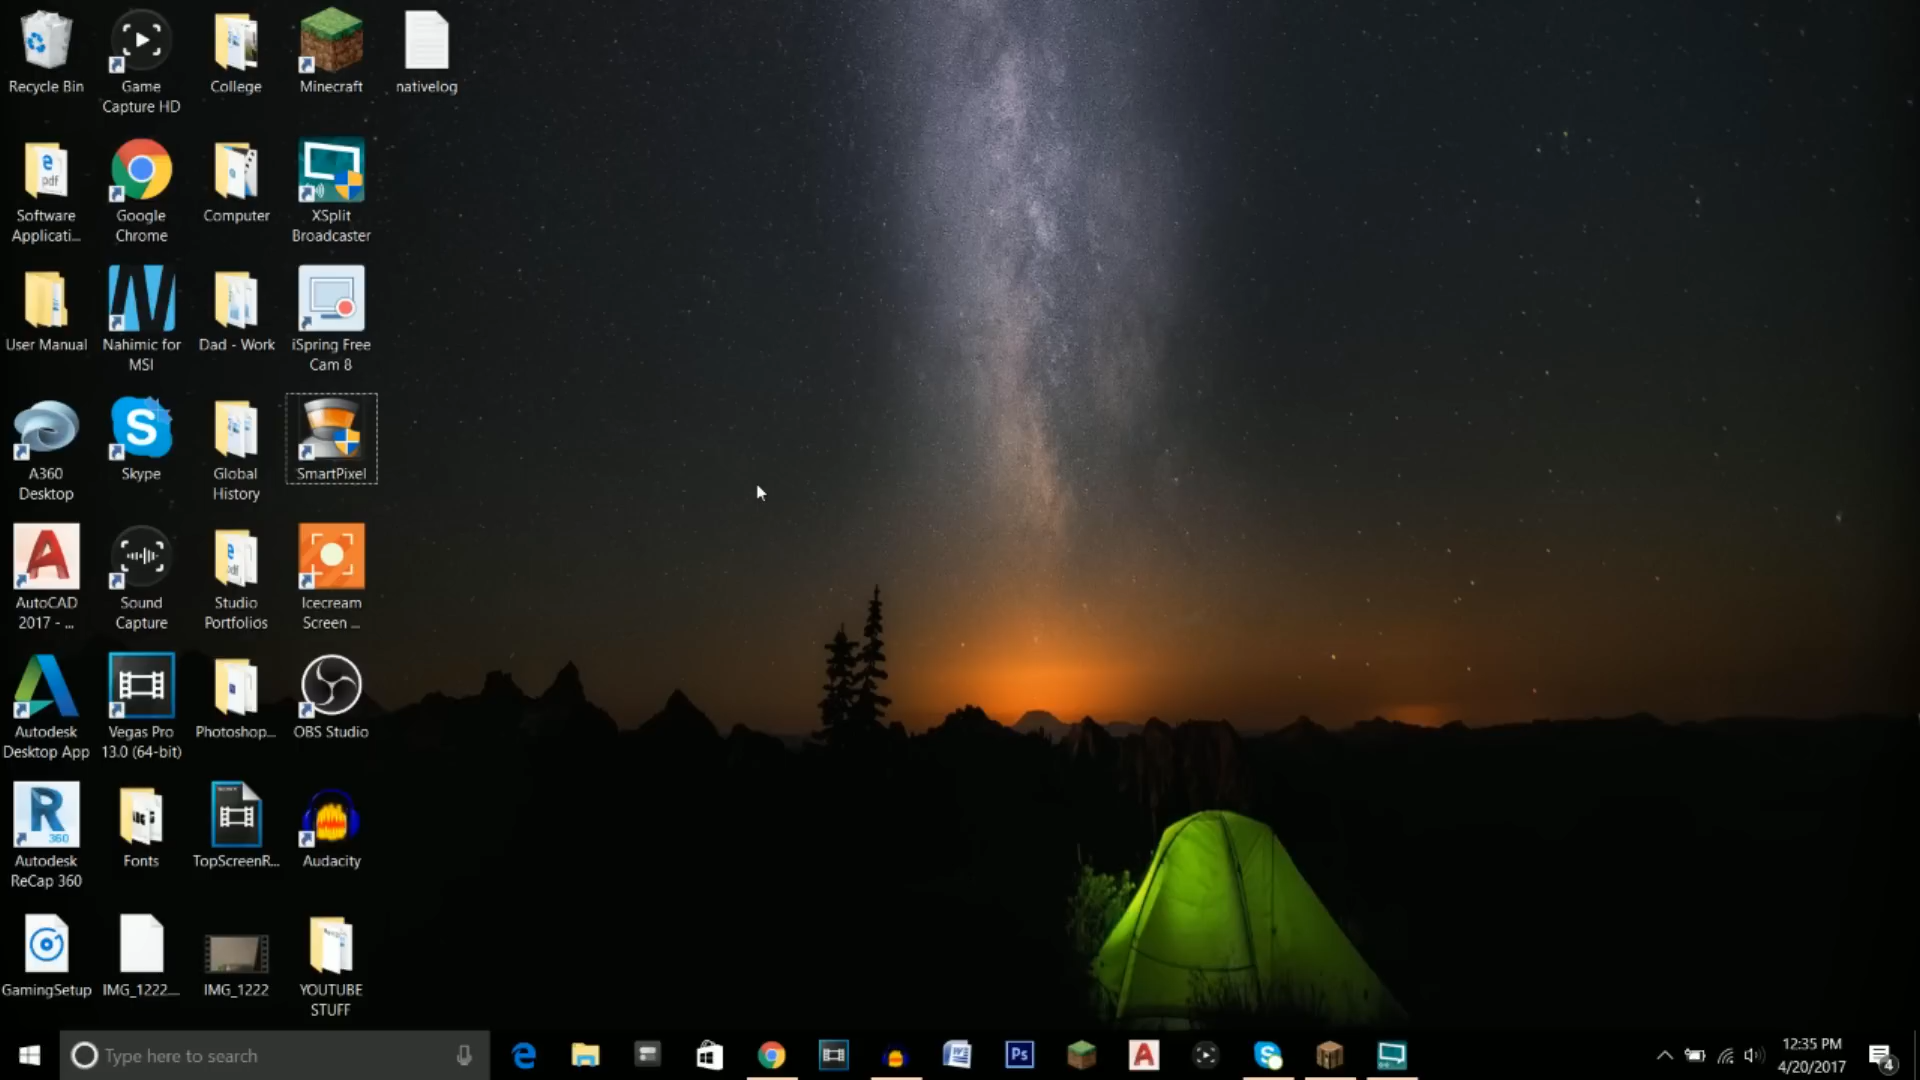 Recycle Bin
Game
Capture HD
College
Minecraft
nativelog
Software
Applicati...
Google
Chrome
Computer
XSplit
Broadcaster
User Manual
Nahimic for
MSI
Dad - Work
iSpring Free
Cam 8
A360
Desktop
Skype
Global
History
SmartPixel
AutoCAD
2017 - ...
Sound
Capture
Studio
Portfolios
Icecream
Screen ...
Autodesk
Desktop App
Vegas Pro
13.0 (64-bit)
Photoshop...
OBS Studio
Autodesk
ReCap 360
Fonts
TopScreenR...
Audacity
GamingSetup
IMG_1222....
IMG_1222
YOUTUBE
STUFF
Type here to search
12:35 PM
4/20/2017
4